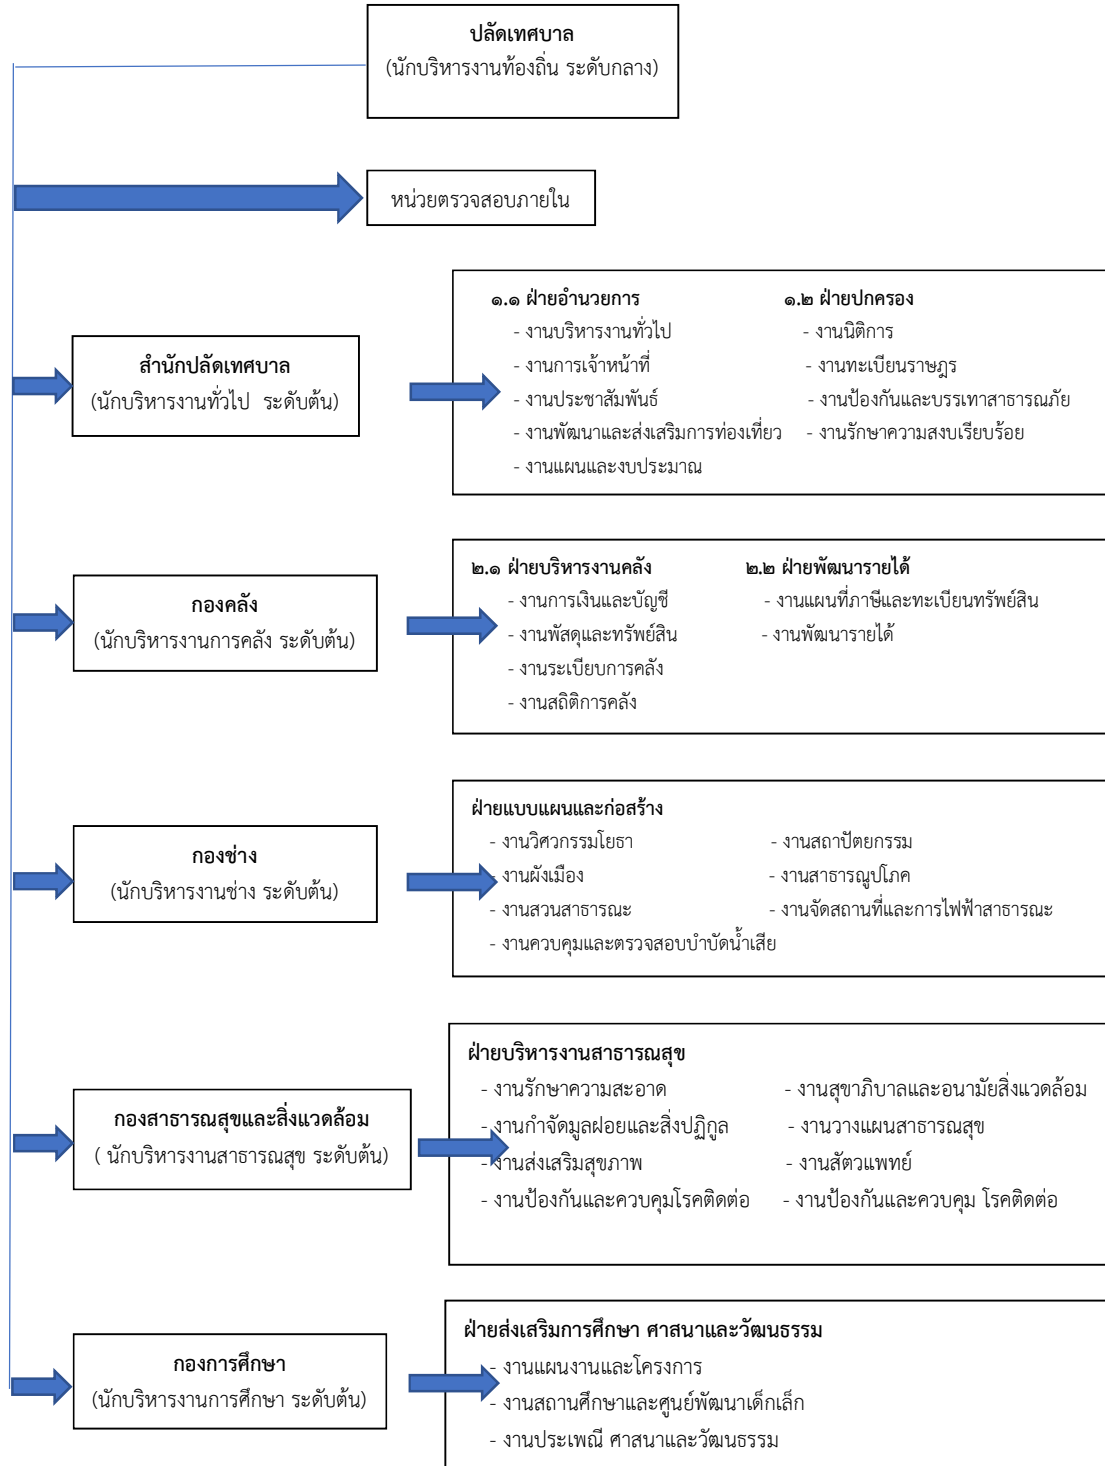 ปลัดเทศบาล
(นักบริหารงานท้องถิ่น ระดับกลาง)
หน่วยตรวจสอบภายใน
สำนักปลัดเทศบาล
(นักบริหารงานทั่วไป ระดับต้น)
๑.๑ ฝ่ายอำนวยการ
- งานบริหารงานทั่วไป
- งานการเจ้าหน้าที่
- งานประชาสัมพันธ์
- งานพัฒนาและส่งเสริมการท่องเที่ยว
- งานแผนและงบประมาณ
๑.๒ ฝ่ายปกครอง
- งานนิติการ
- งานทะเบียนราษฎร
- งานป้องกันและบรรเทาสาธารณภัย
- งานรักษาความสงบเรียบร้อย
กองคลัง
(นักบริหารงานการคลัง ระดับต้น)
๒.๑ ฝ่ายบริหารงานคลัง
- งานการเงินและบัญชี
- งานพัสดุและทรัพย์สิน
- งานระเบียบการคลัง
- งานสถิติการคลัง
๒.๒ ฝ่ายพัฒนารายได้
- งานแผนที่ภาษีและทะเบียนทรัพย์สิน
- งานพัฒนารายได้
กองช่าง
(นักบริหารงานช่าง ระดับต้น)
ฝ่ายแบบแผนและก่อสร้าง
- งานวิศวกรรมโยธา
- งานผังเมือง
- งานสวนสาธารณะ
- งานควบคุมและตรวจสอบบำบัดน้ำเสีย
- งานสถาปัตยกรรม
- งานสาธารณูปโภค
- งานจัดสถานที่และการไฟฟ้าสาธารณะ
กองสาธารณสุขและสิ่งแวดล้อม
( นักบริหารงานสาธารณสุข ระดับต้น)
ฝ่ายบริหารงานสาธารณสุข
- งานรักษาความสะอาด
- งานกำจัดมูลฝอยและสิ่งปฏิกูล
- งานส่งเสริมสุขภาพ
- งานป้องกันและควบคุมโรคติดต่อ
- งานสุขาภิบาลและอนามัยสิ่งแวดล้อม
- งานวางแผนสาธารณสุข
- งานสัตวแพทย์
- งานป้องกันและควบคุม โรคติดต่อ
กองการศึกษา
(นักบริหารงานการศึกษา ระดับต้น)
ฝ่ายส่งเสริมการศึกษา ศาสนาและวัฒนธรรม
- งานแผนงานและโครงการ
- งานสถานศึกษาและศูนย์พัฒนาเด็กเล็ก
- งานประเพณี ศาสนาและวัฒนธรรม